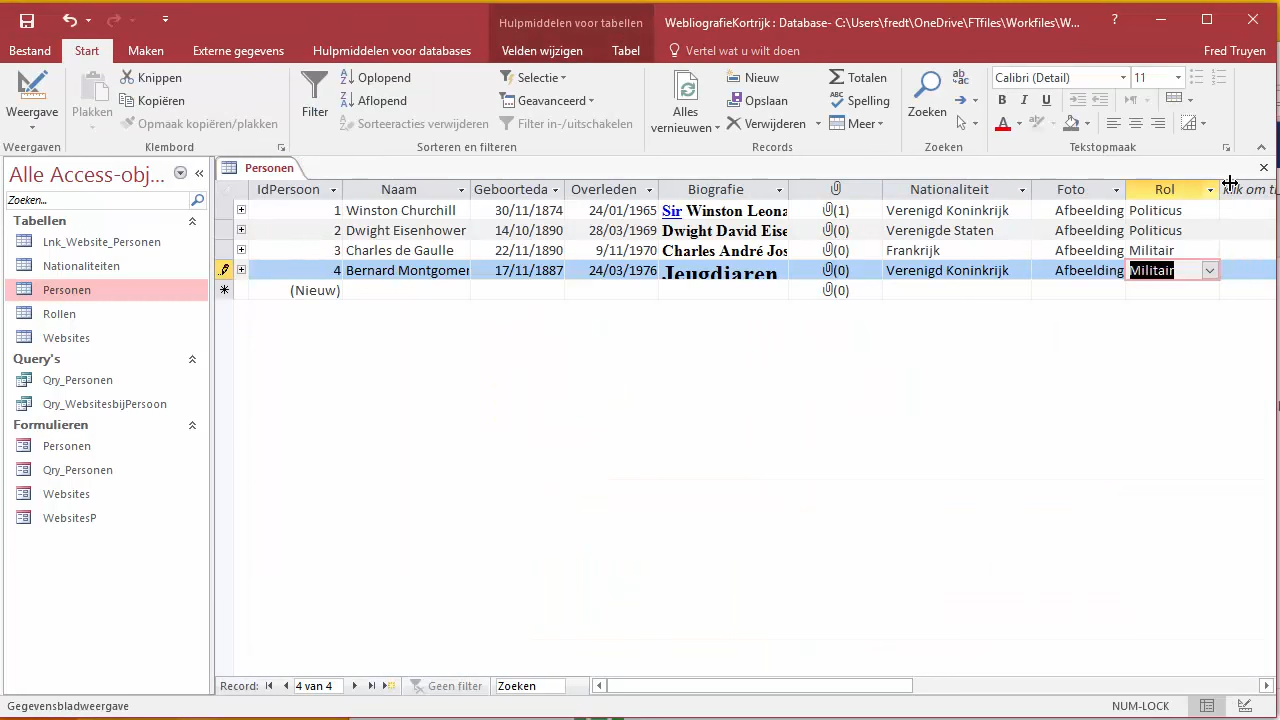 Hulpmiddelen voor tabellen
WebliografieKortrijk : Database- C:\Users\fredt\OneDrive\FTfiles\Workfiles\W...
?
Bestand Start Maken Externe gegevens Hulpmiddelen voor databases Velden wijzigen Tabel Vertel wat u wilt doen Fred Truyen
Weergave
Plakken
Knippen
Kopiëren
Opmaak kopiëren/plakken
Filter
Oplopend
Aflopend
Sorteeracties verwijderen
Selectie
Geavanceerd
Filter in-/uitschakelen
Alles
vernieuwen
Nieuw
Opslaan
Verwijderen
Totalen
Spelling
Meer
Zoeken
Calibri (Detail) 11
B I U
Weergaven Klembord Sorteren en filteren Records Zoeken Tekstopmaak
Alle Access-obj...
Zoeken...
Tabellen
Lnk_Website_Personen
Nationaliteiten
Personen
Rollen
Websites
Query's
Qry_Personen
Qry_WebsitesbijPersoon
Formulieren
Personen
Qry_Personen
Websites
WebsitesP
Personen
IdPersoon Naam Geboorteda Overleden Biografie Nationaliteit Foto Rol
1 Winston Churchill 30/11/1874 24/01/1965 Sir Winston Leona (1) Verenigd Koninkrijk Afbeelding Politicus
2 Dwight Eisenhower 14/10/1890 28/03/1969 Dwight David Eise (0) Verenigde Staten Afbeelding Politicus
3 Charles de Gaulle 22/11/1890 9/11/1970 Charles André Jos (0) Frankrijk Afbeelding Militair
4 Bernard Montgomer 17/11/1887 24/03/1976 Jeugdjaren (0) Verenigd Koninkrijk Afbeelding Militair
(Nieuw) (0)
Record: 4 van 4 Geen filter Zoeken
Gegevensbladweergave NUM-LOCK